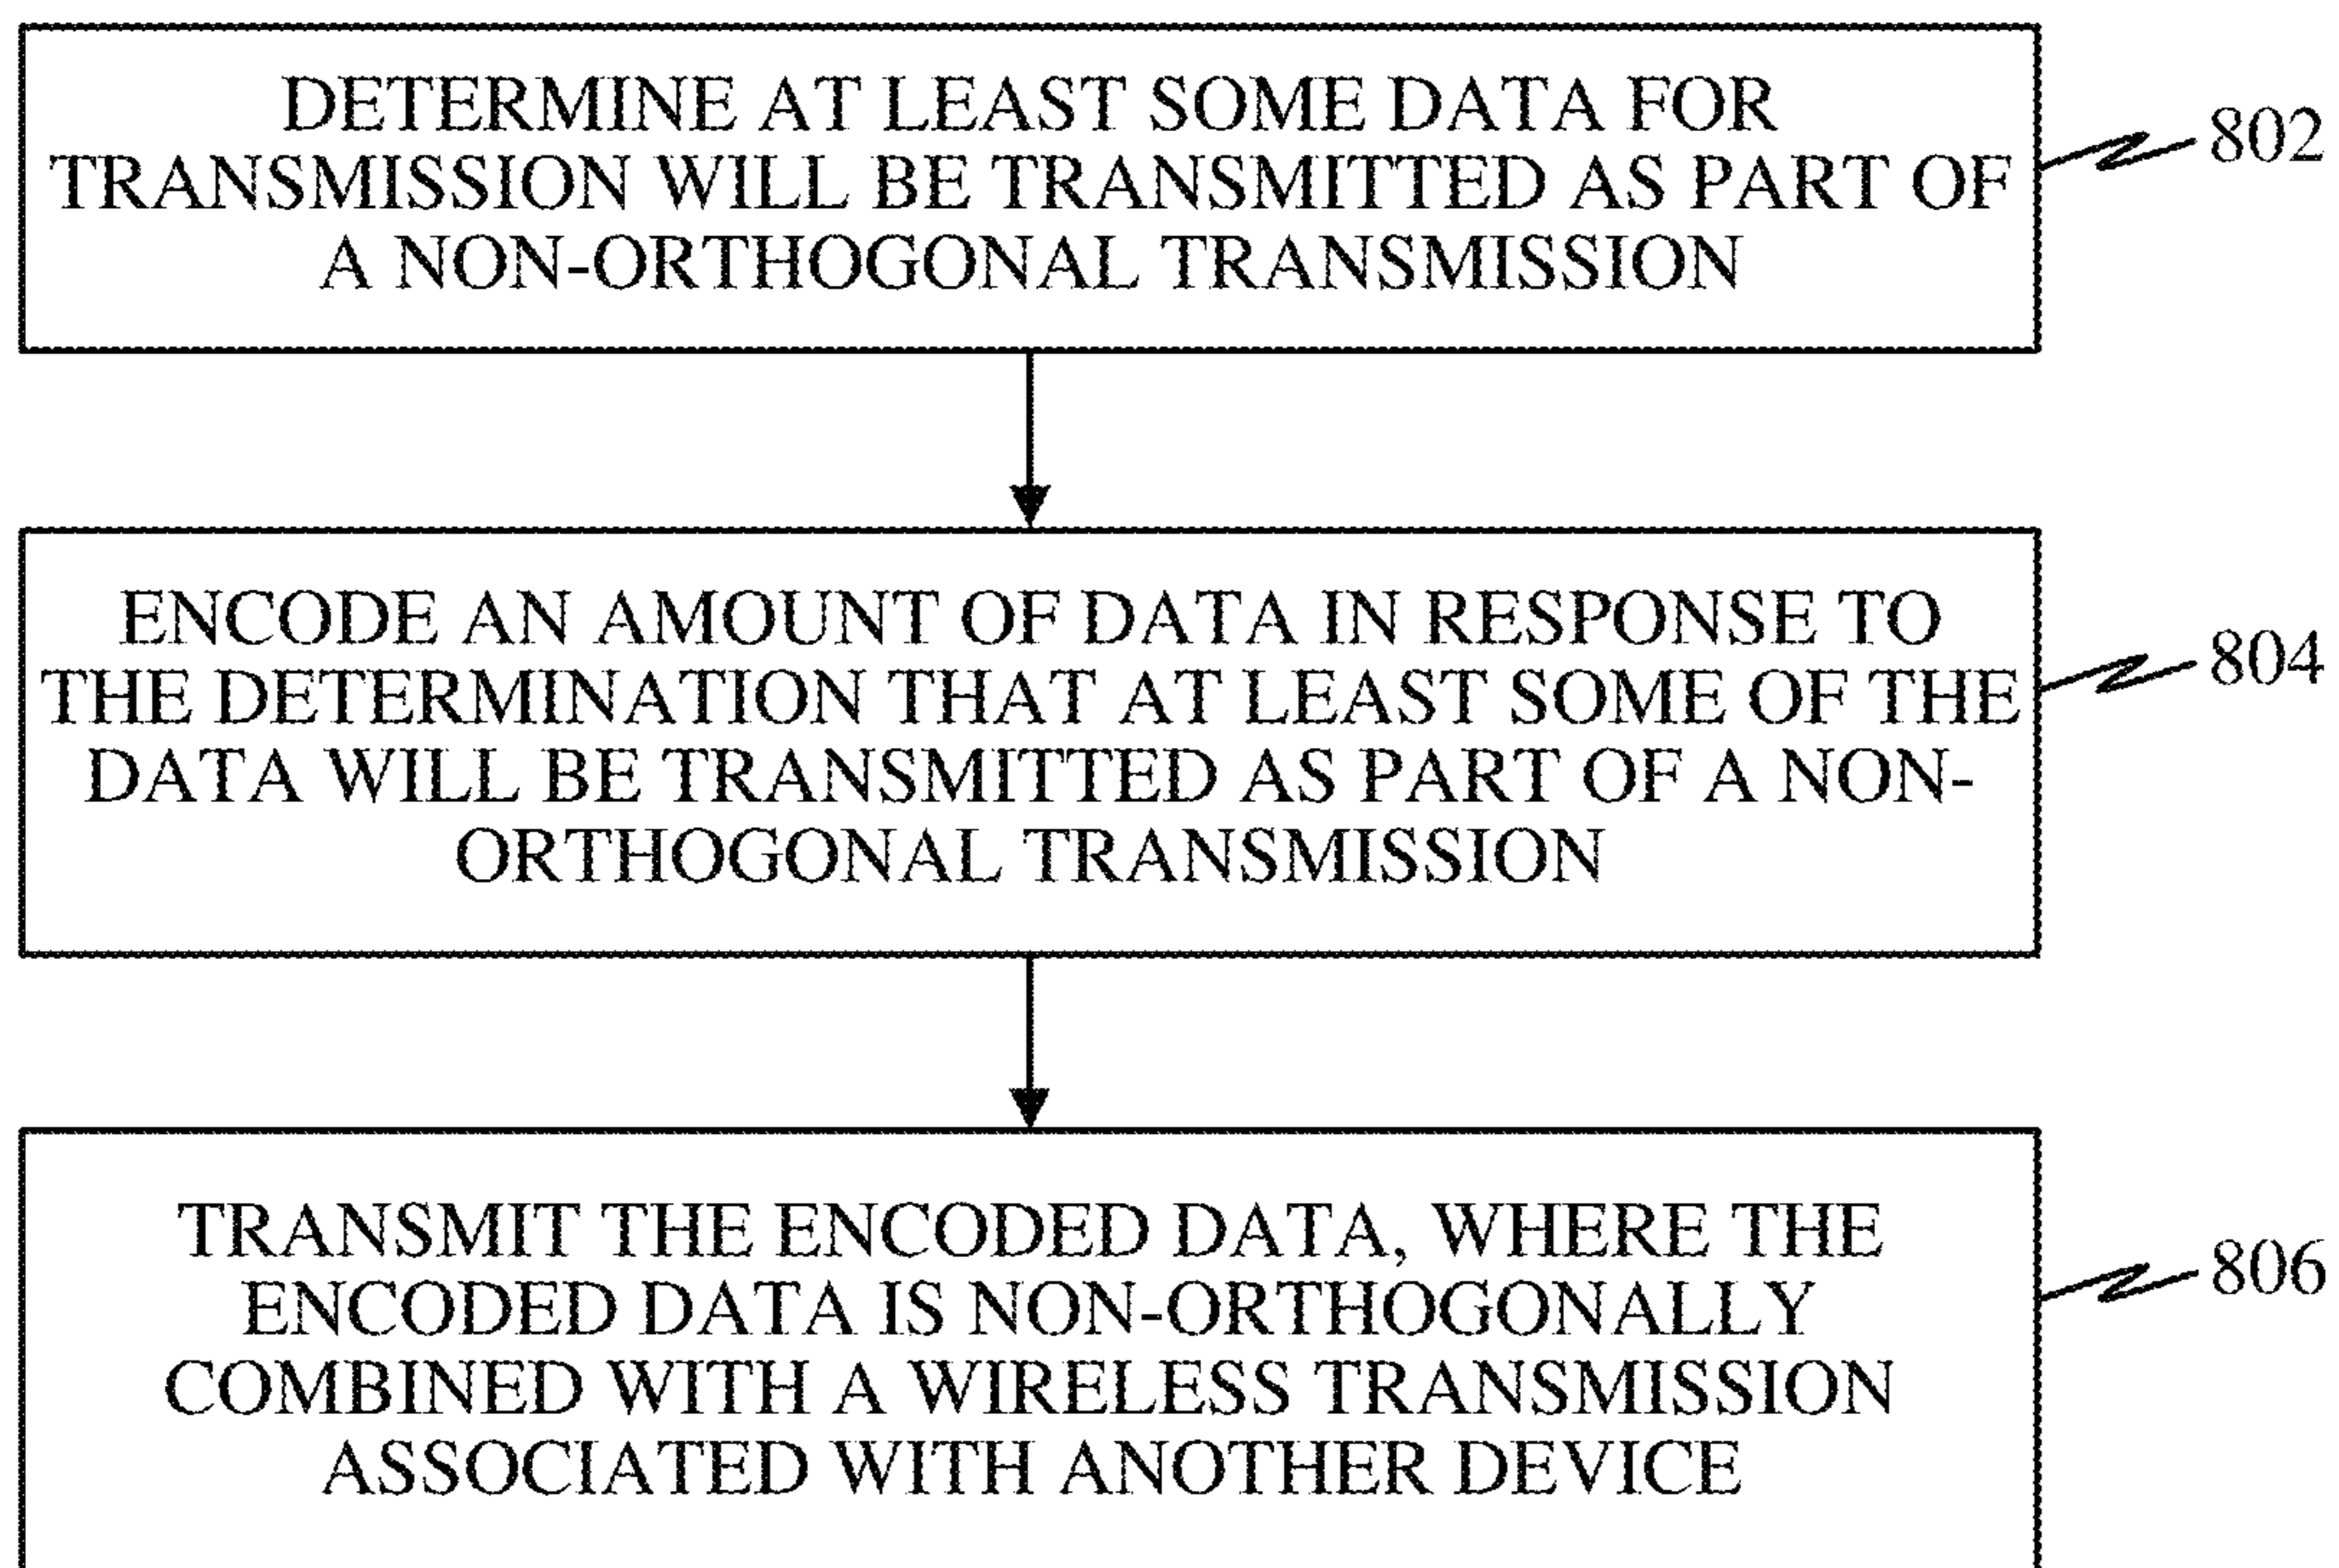 DETERMINE AT LEAST SOME DATA FOR
TRANSMISSION WILL BE TRANSMITTED AS PART OF
A NON-ORTHOGONAL TRANSMISSION
802
ENCODE AN AMOUNT OF DATA IN RESPONSE TO
THE DETERMINATION THAT AT LEAST SOME OF THE
DATA WILL BE TRANSMITTED AS PART OF A NON-
ORTHOGONAL TRANSMISSION
804
TRANSMIT THE ENCODED DATA, WHERE THE
ENCODED DATA IS NON-ORTHOGONALLY
COMBINED WITH A WIRELESS TRANSMISSION
ASSOCIATED WITH ANOTHER DEVICE
806